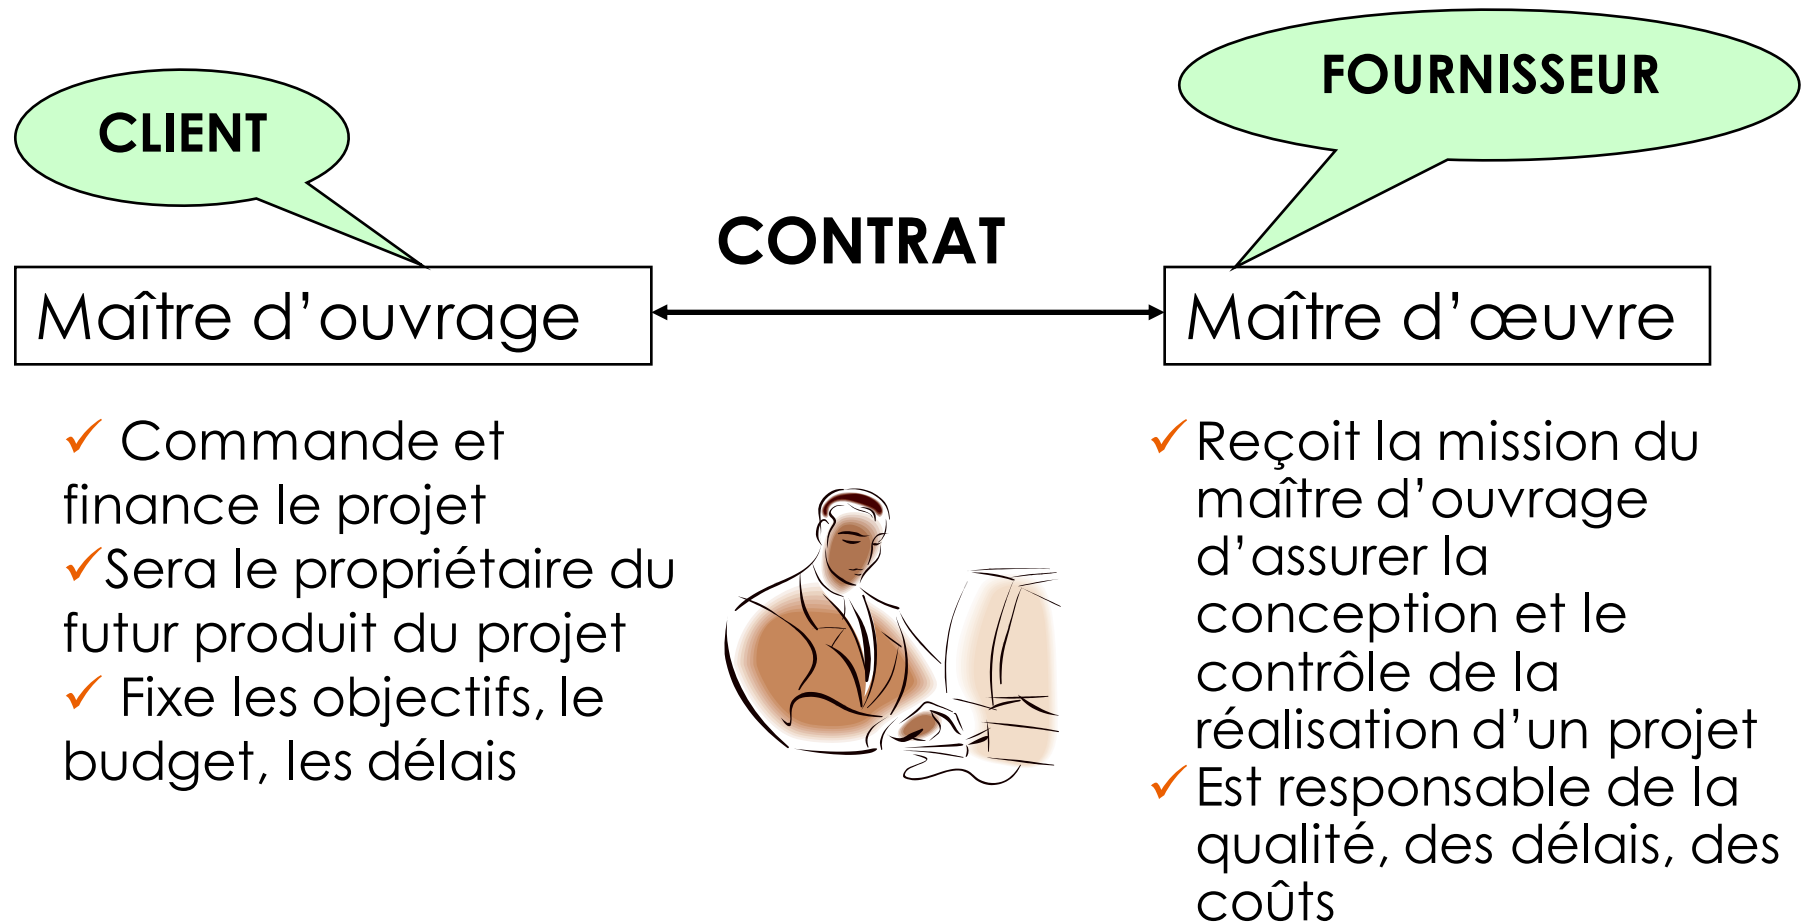 CLIENT
FOURNISSEUR
CONTRAT
Maître d’ouvrage
Maître d’œuvre
✓ Commande et
finance le projet
✓Sera le propriétaire du
futur produit du projet
✓ Fixe les objectifs, le
budget, les délais
✓ Reçoit la mission du
maître d’ouvrage
d’assurer la
conception et le
contrôle de la
réalisation d’un projet
✓ Est responsable de la
qualité, des délais, des
coûts